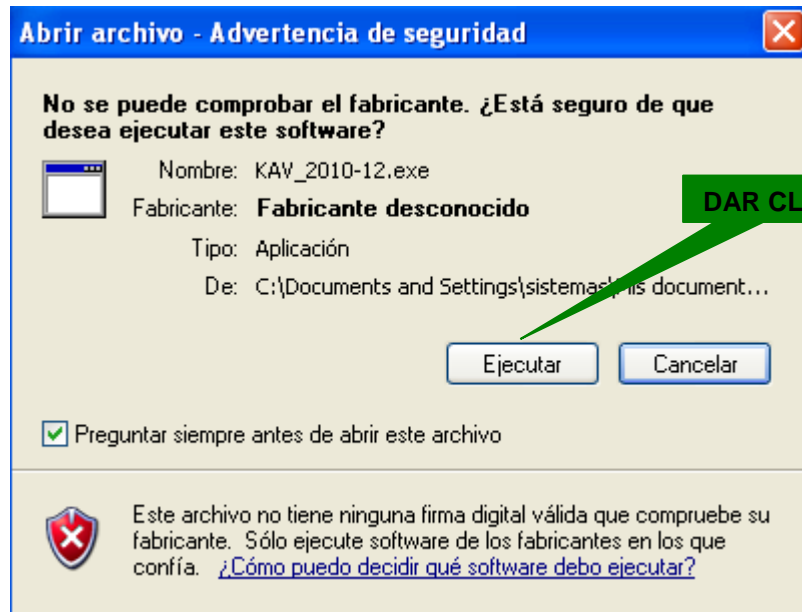 Abrir archivo - Advertencia de seguridad
No se puede comprobar el fabricante. ¿Está seguro de que
desea ejecutar este software?
Nombre: KAV_2010-12.exe
Fabricante: Fabricante desconocido
DAR CL
Tipo: Aplicación
De: C:\Documents and Settings\sistemas\ is document...
Ejecutar
Cancelar
Preguntar siempre antes de abrir este archivo
Este archivo no tiene ninguna firma digital válida que compruebe su
fabricante. Sólo ejecute software de los fabricantes en los que
confía. ¿Cómo puedo decidir qué software debo ejecutar?